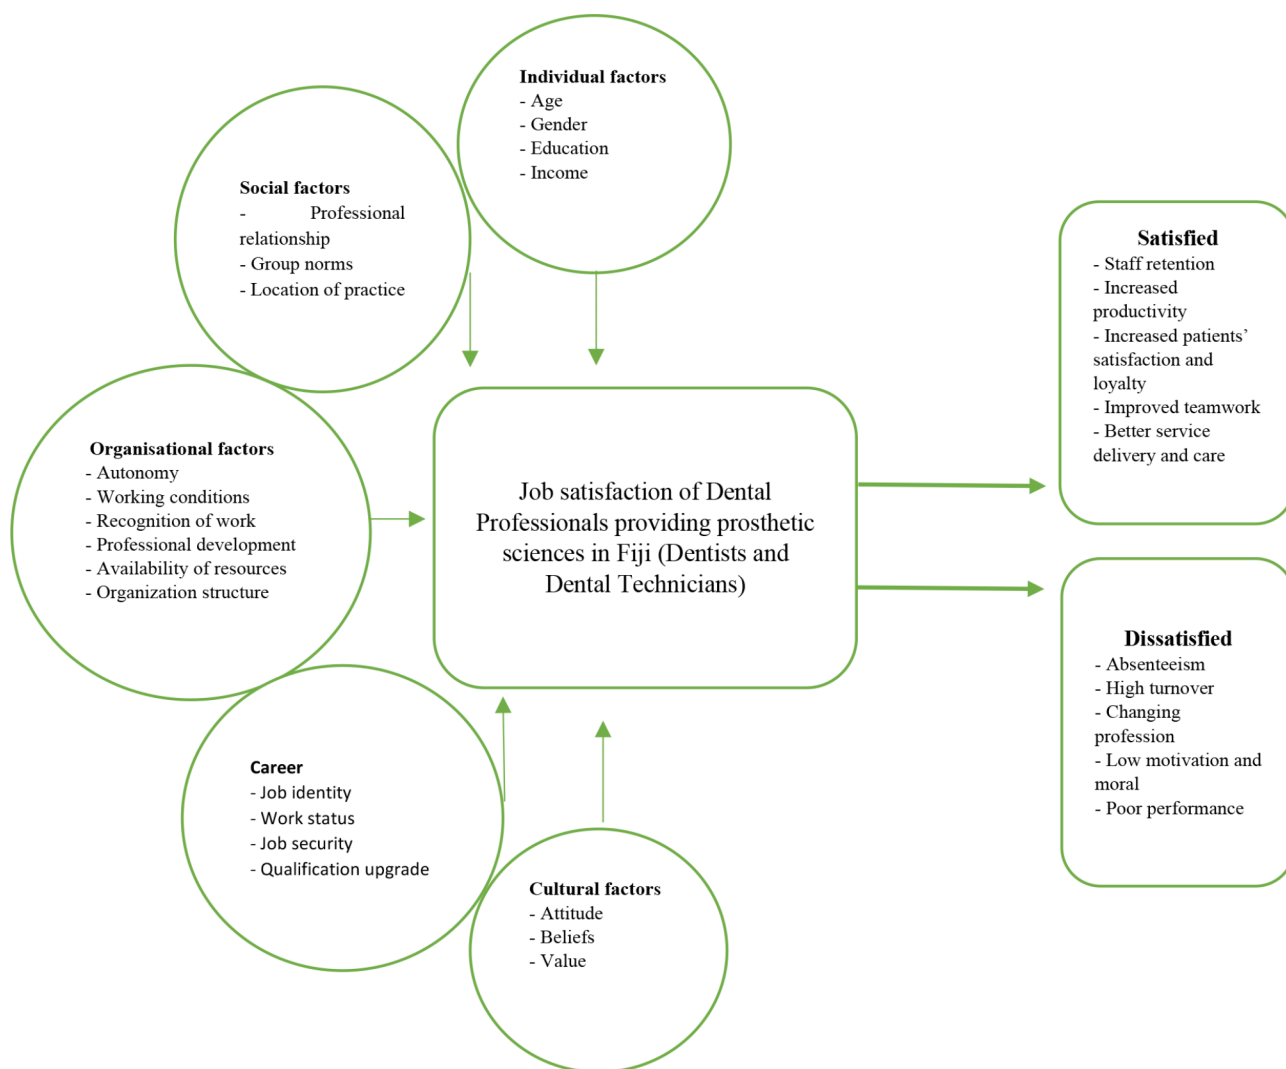 Individual factors
- Age
- Gender
- Education
- Income
Social factors
- Professional
relationship
- Group norms
- Location of practice
Organisational factors
- Autonomy
- Working conditions
- Recognition of work
- Professional development
- Availability of resources
- Organization structure
Career
- Job identity
- Work status
- Job security
- Qualification upgrade
Cultural factors
- Attitude
- Beliefs
- Value
Job satisfaction of Dental
Professionals providing prosthetic
sciences in Fiji (Dentists and
Dental Technicians)
Satisfied
- Staff retention
- Increased
productivity
- Increased patients’
satisfaction and
loyalty
- Improved teamwork
- Better service
delivery and care
Dissatisfied
- Absenteeism
- High turnover
- Changing
profession
- Low motivation and
moral
- Poor performance